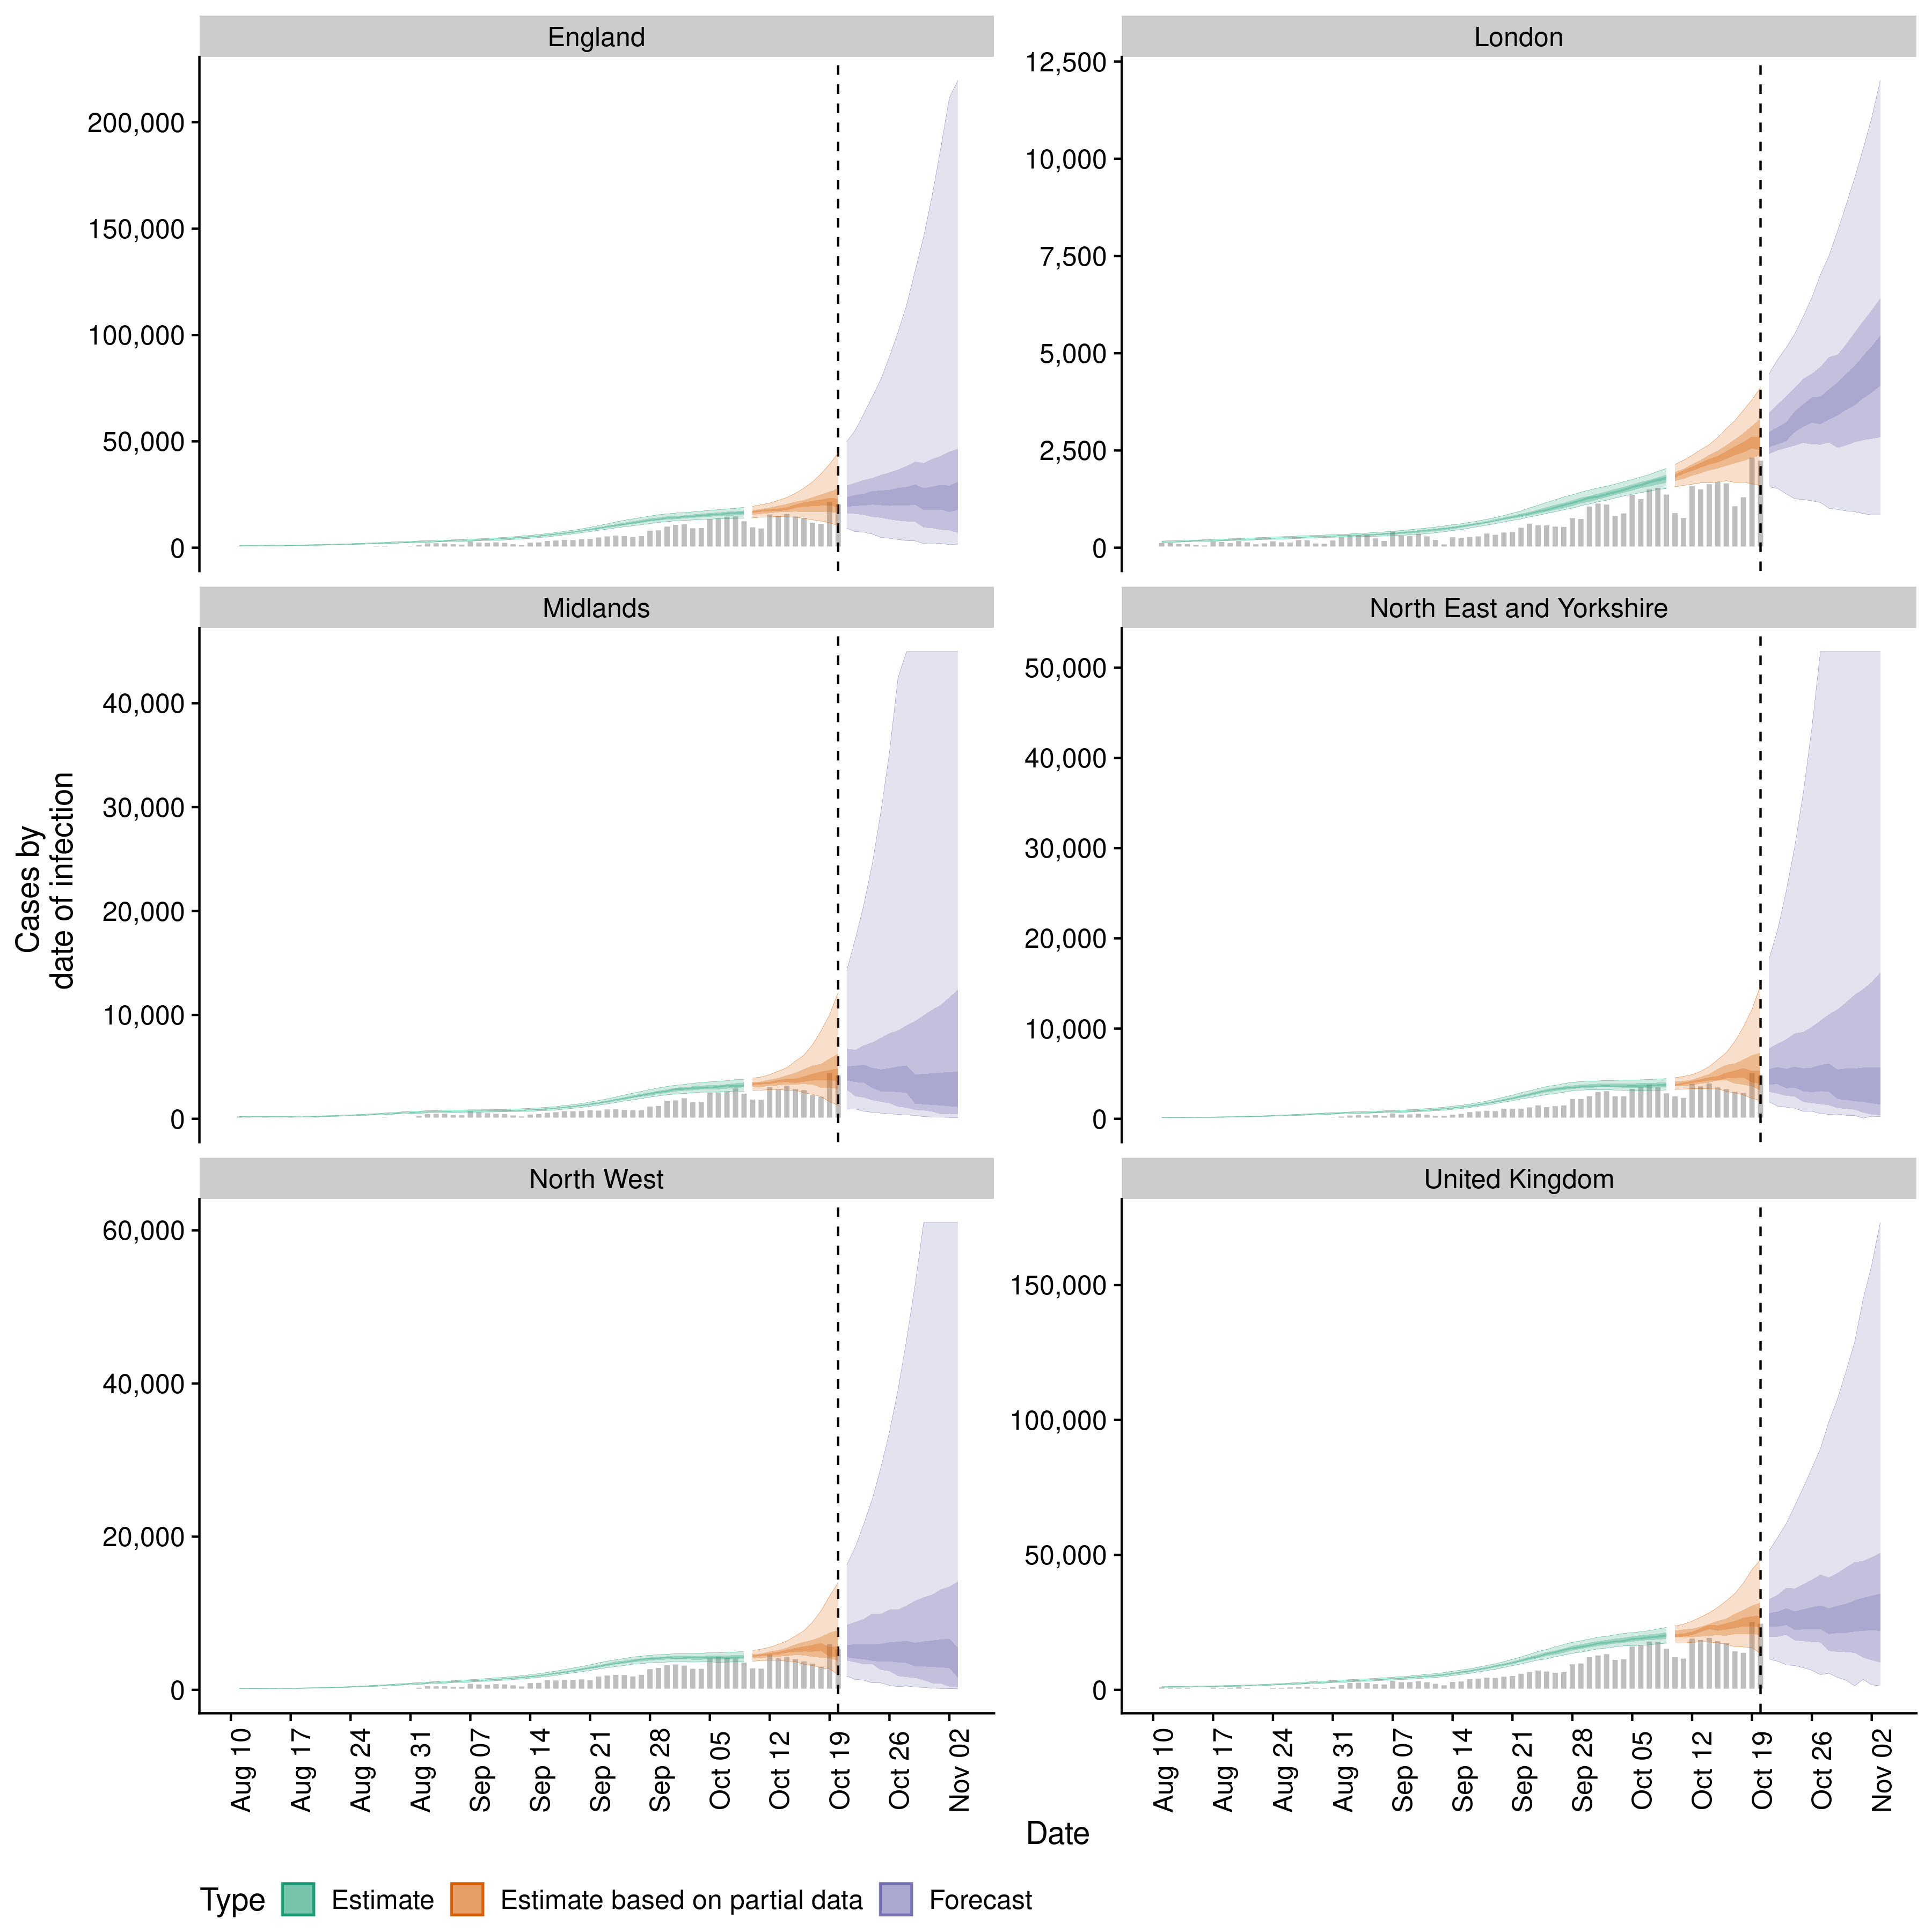 England
London
200,000
150,000
100,000
50,000
0
12,500
10,000
7,500
5,000
2,500
0
Midlands
North East and Yorkshire
40,000
30,000
20,000
10,000
0
50,000
40,000
30,000
20,000
10,000
0
Cases by
date of infection
North West
United Kingdom
60,000
40,000
20,000
0
150,000
100,000
50,000
0
Aug 10
Aug 17
Aug 24
Aug 31
Sep 07
Sep 14
Sep 21
Sep 28
Oct 05
Oct 12
Oct 19
Oct 26
Nov 02
Aug 10
Aug 17
Aug 24
Aug 31
Sep 07
Sep 14
Sep 21
Sep 28
Oct 05
Oct 12
Oct 19
Oct 26
Nov 02
Date
Type Estimate Estimate based on partial data Forecast